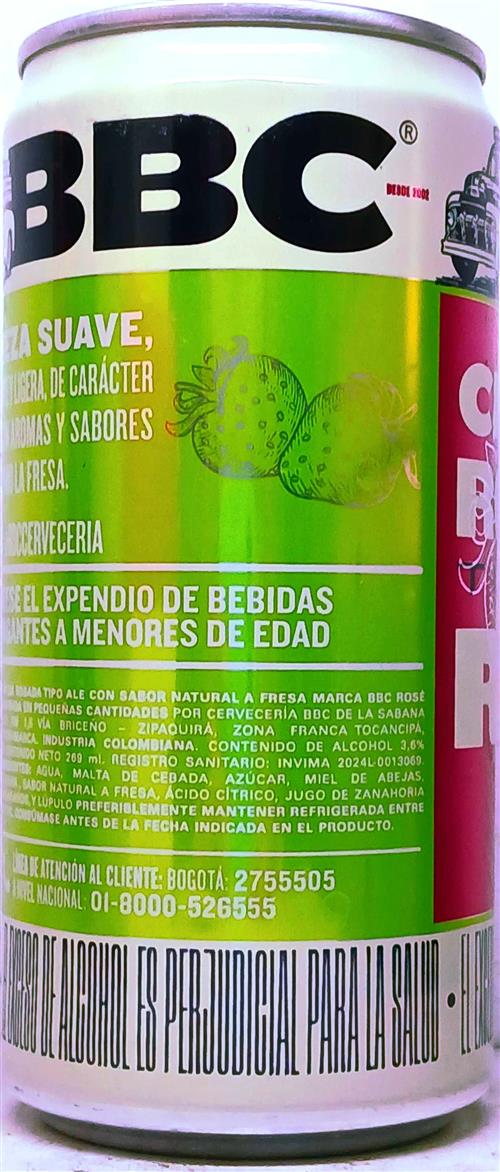 BBC®
DESDE 2002
SUAVE,
LIGERA, DE CARÁCTER
AROMAS Y SABORES
LA FRESA.
EL EXPENDIO DE BEBIDAS
A MENORES DE EDAD
ROSADA TIPO ALE CON SABOR NATURAL A FRESA MARCA BBC ROSÉ
EN PEQUEÑAS CANTIDADES POR CERVECERÍA BBC DE LA SABANA
1,8 VÍA BRICEÑO – ZIPAQUIRÁ, ZONA FRANCA TOCANCIPÁ,
INDUSTRIA COLOMBIANA. CONTENIDO DE ALCOHOL 3,6%
NETO 269 ml. REGISTRO SANITARIO: INVIMA 2024L-0013069.
AGUA, MALTA DE CEBADA, AZÚCAR, MIEL DE ABEJAS,
SABOR NATURAL A FRESA, ÁCIDO CÍTRICO, JUGO DE ZANAHORIA
Y LÚPULO PREFERIBLEMENTE MANTENER REFRIGERADA ENTRE
CONSÚMASE ANTES DE LA FECHA INDICADA EN EL PRODUCTO.
LÍNEA DE ATENCIÓN AL CLIENTE: BOGOTÁ: 2755505
A NIVEL NACIONAL: 01-8000-526555
EXCESO DE ALCOHOL ES PERJUDICIAL PARA LA SALUD • EL